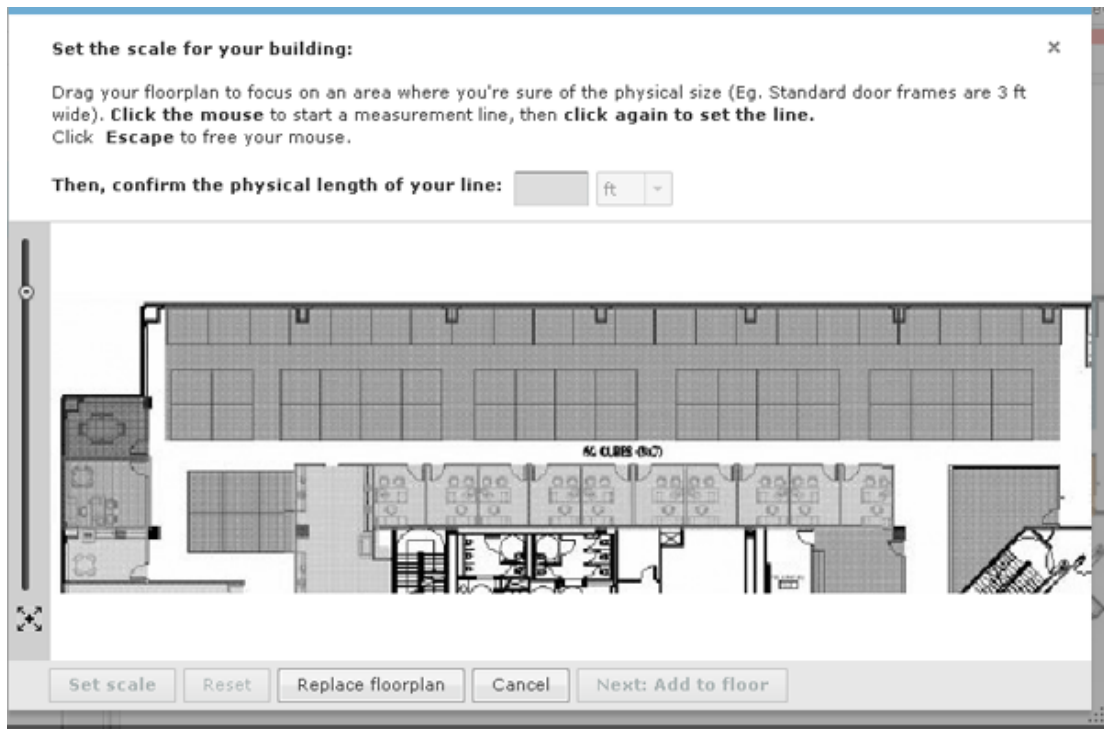 Set the scale for your building:
Drag your floorplan to focus on an area where you're sure of the physical size (Eg. Standard door frames are 3 ft
wide). Click the mouse to start a measurement line, then click again to set the line.
Click Escape to free your mouse.
Then, confirm the physical length of your line: ft
CUBES
Set scale Reset Replace floorplan Cancel Next: Add to floor